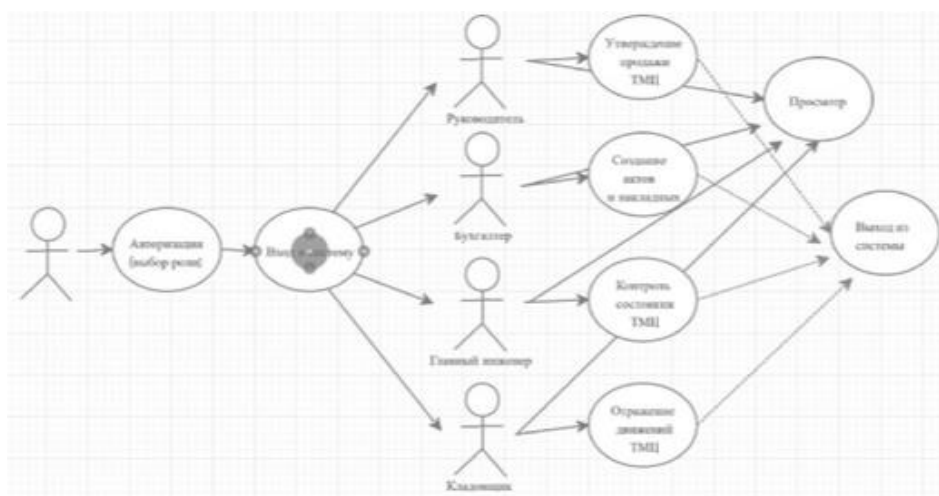 Руководитель
Утверждение
продажи
ТМЦ
Просмотр
Бухгалтер
Создание
актов
и накладных
Авторизация
(выбор роли)
Вход в систему
Выход из
системы
Главный инженер
Контроль
состояния
ТМЦ
Кладовщик
Отражение
движений
ТМЦ